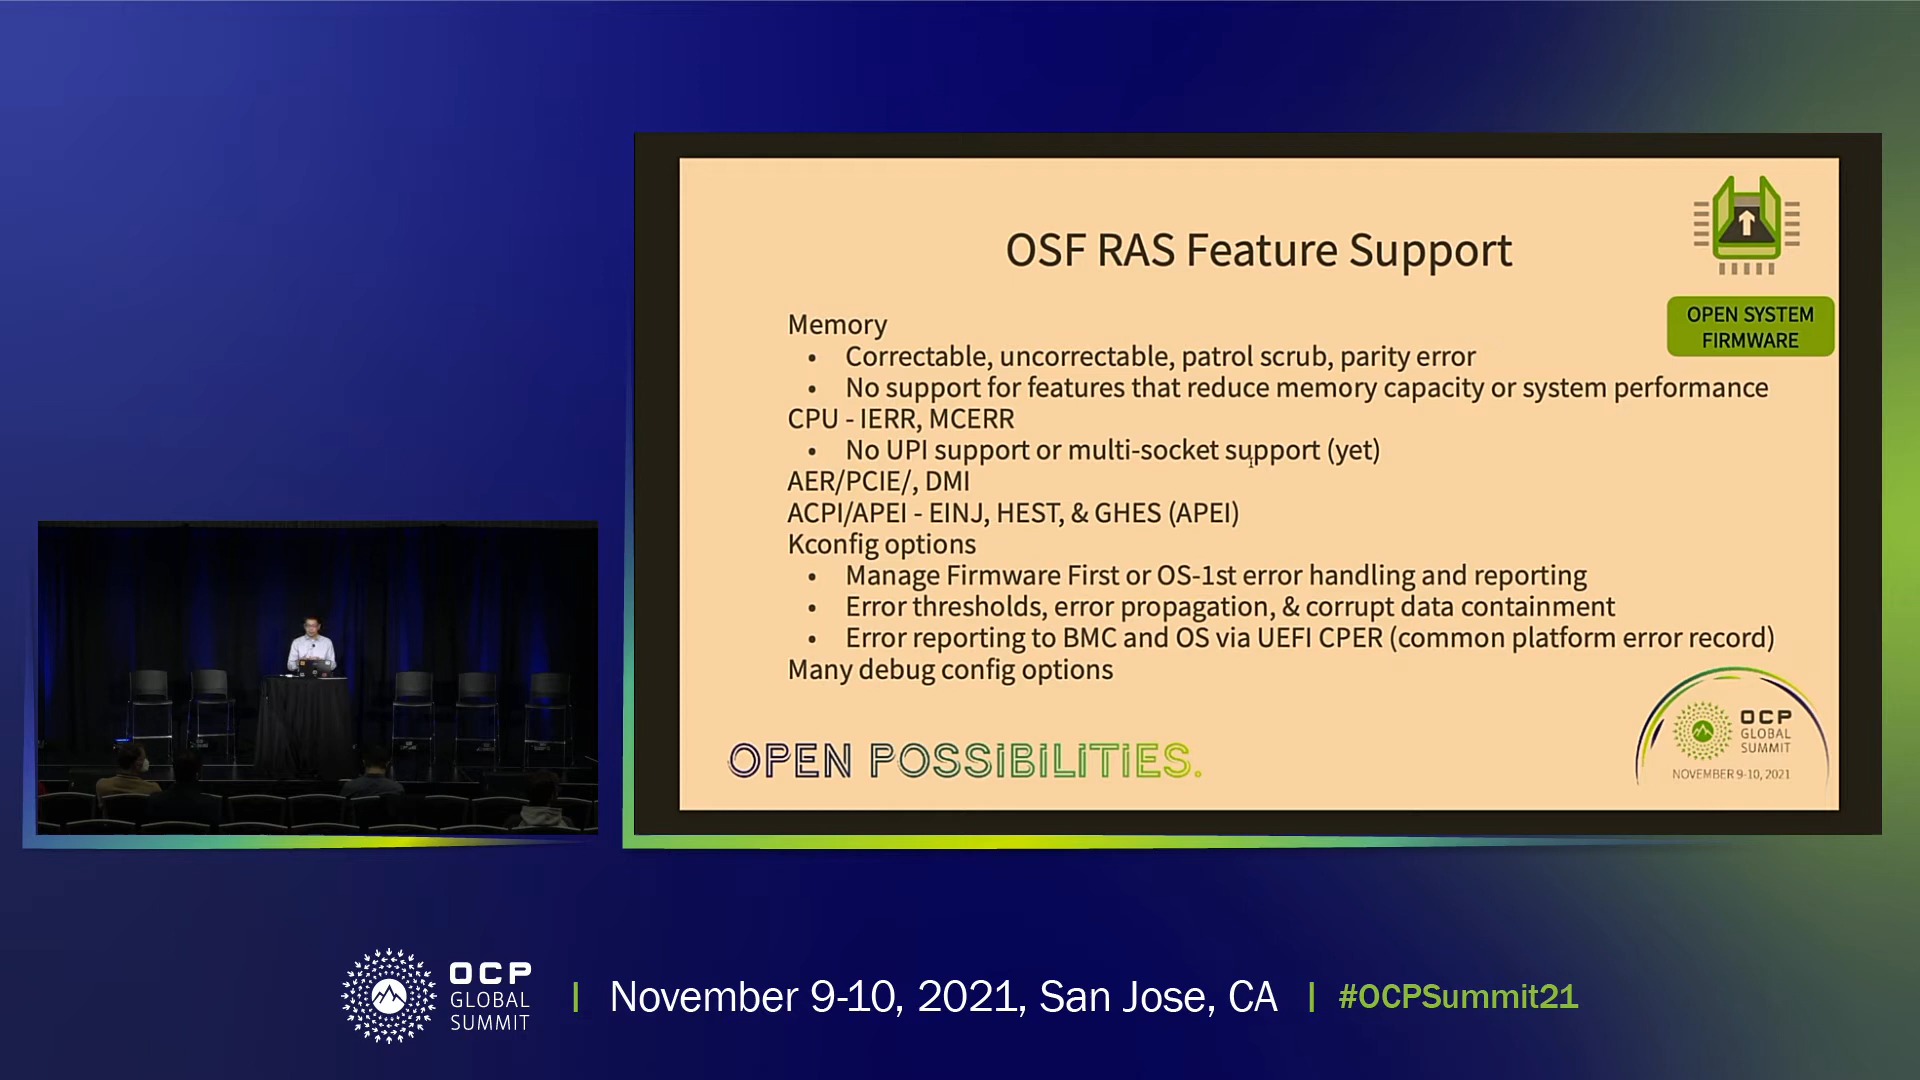 OSF RAS Feature Support
OPEN SYSTEM
FIRMWARE
Memory
• Correctable, uncorrectable, patrol scrub, parity error
• No support for features that reduce memory capacity or system performance
CPU - IERR, MCERR
• No UPI support or multi-socket support (yet)
AER/PCIE/, DMI
ACPI/APEI - EINJ, HEST, & GHES (APEI)
Kconfig options
• Manage Firmware First or OS-1st error handling and reporting
• Error thresholds, error propagation, & corrupt data containment
• Error reporting to BMC and OS via UEFI CPER (common platform error record)
Many debug config options
OPEN POSSIBILITIES.
OCP
GLOBAL
SUMMIT
NOVEMBER 9-10, 2021
OCP
GLOBAL
SUMMIT
| November 9-10, 2021, San Jose, CA | #OCPSummit21